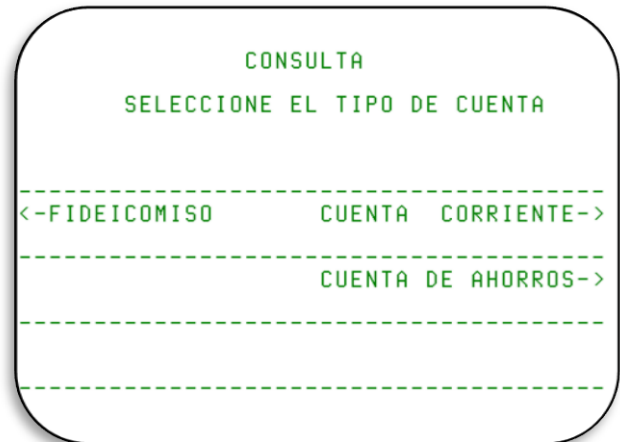 CONSULTA
SELECCIONE EL TIPO DE CUENTA
<-FIDEICOMISO CUENTA CORRIENTE->
CUENTA DE AHORROS->